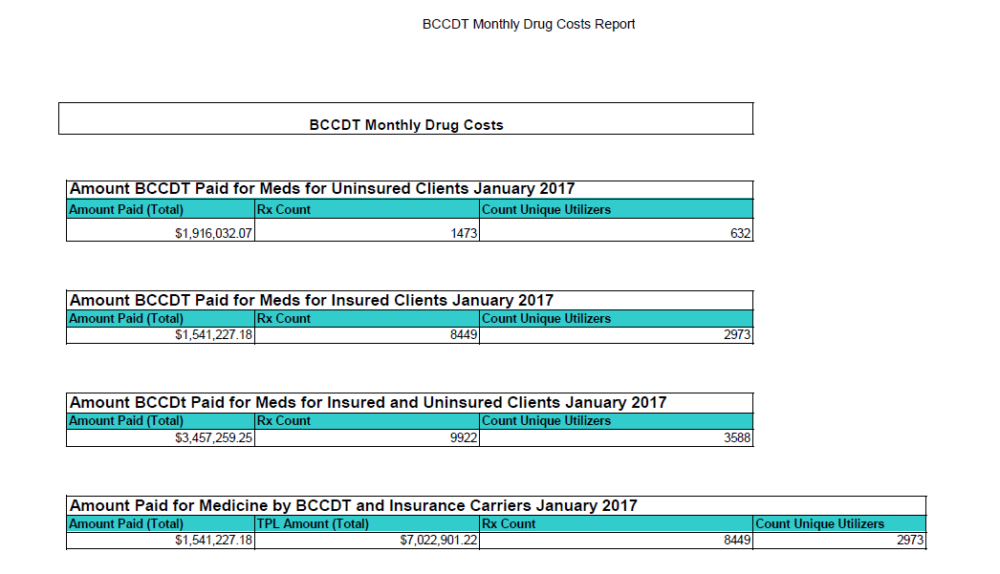 BCCDT Monthly Drug Costs Report
BCCDT Monthly Drug Costs
Amount BCCDT Paid for Meds for Uninsured Clients January 2017
Amount Paid (Total) Rx Count Count Unique Utilizers
$1,916,032.07 1473 632
Amount BCCDT Paid for Meds for Insured Clients January 2017
Amount Paid (Total) Rx Count Count Unique Utilizers
$1,541,227.18 8449 2973
Amount BCCDt Paid for Meds for Insured and Uninsured Clients January 2017
Amount Paid (Total) Rx Count Count Unique Utilizers
$3,457,259.25 9922 3588
Amount Paid for Medicine by BCCDT and Insurance Carriers January 2017
Amount Paid (Total) TPL Amount (Total) Rx Count Count Unique Utilizers
$1,541,227.18 $7,022,901.22 8449 2973